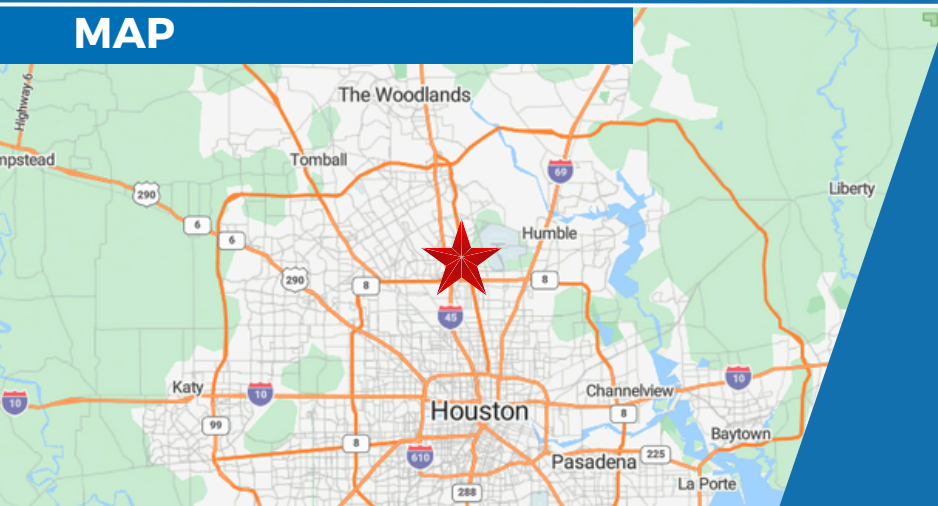 MAP
The Woodlands
Highway 6
mpstead
Tomball
69
290
Liberty
6
6
Humble
290
8
8
45
Katy
10
10
10
Channelview
99
Houston
8
8
Baytown
610
Pasadena
225
La Porte
288